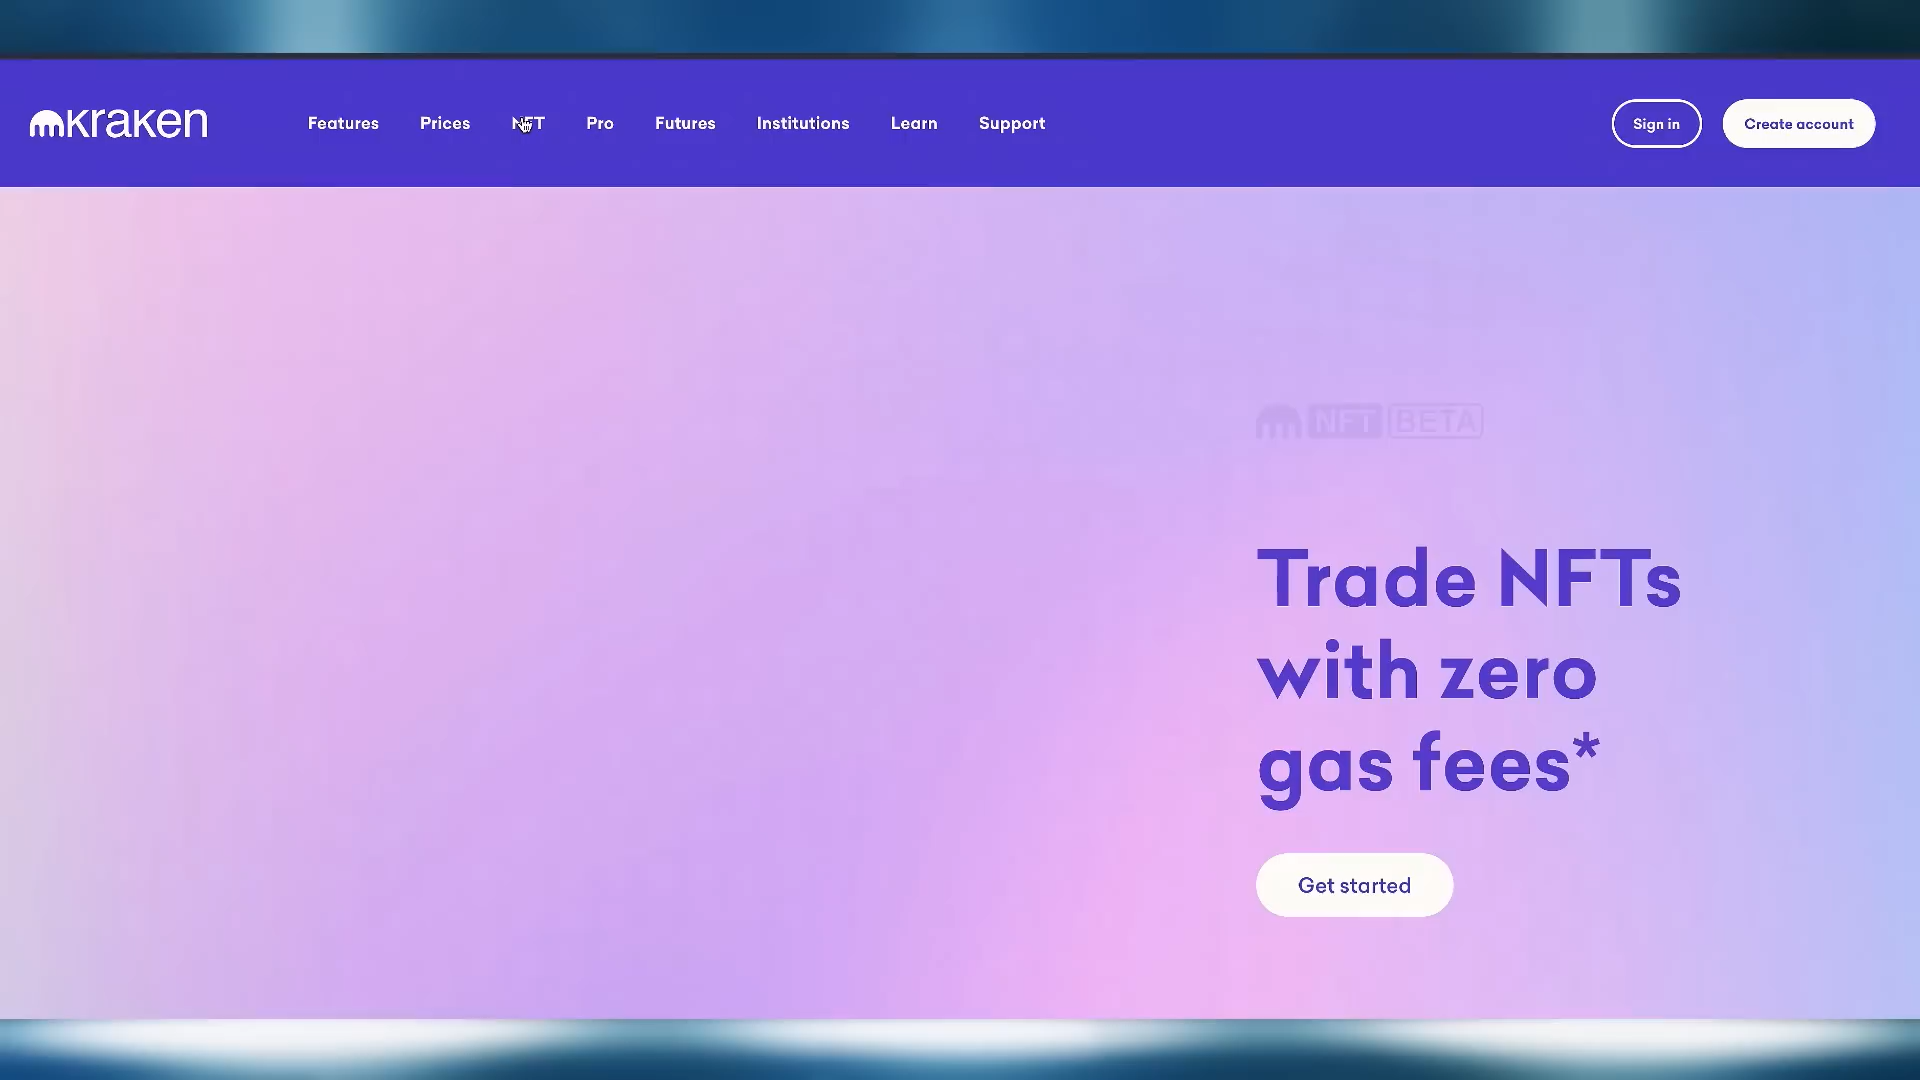 kraken
Features Prices NFT Pro Futures Institutions Learn Support
Sign in
Create account
NFT BETA
Trade NFTs
with zero
gas fees*
Get started